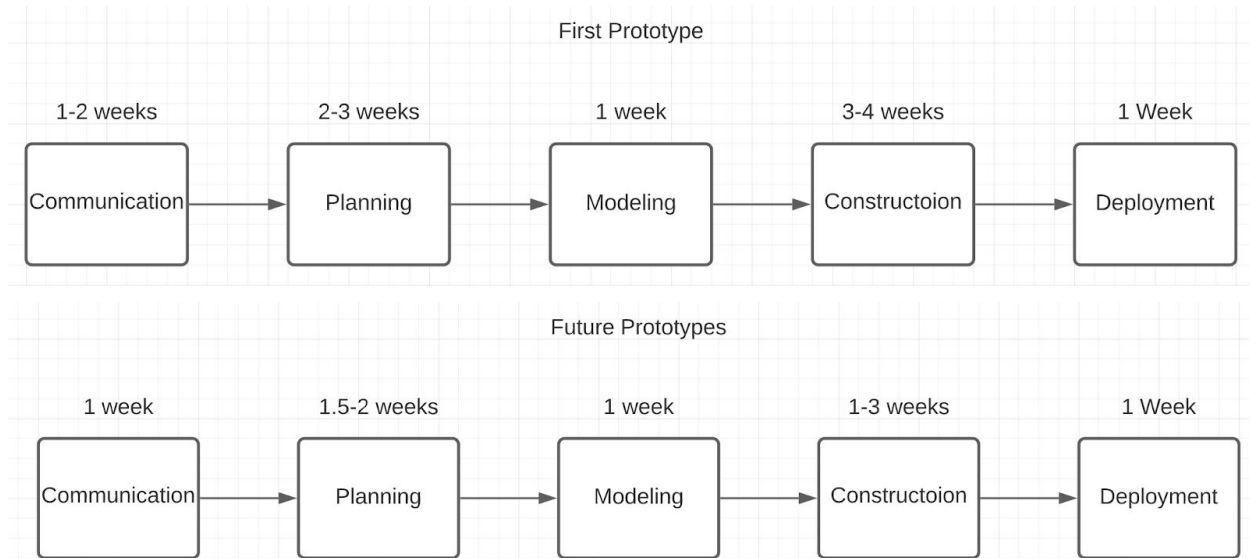 First Prototype
1-2 weeks
2-3 weeks
1 week
3-4 weeks
1 Week
Communication
Planning
Modeling
Constructoion
Deployment
Future Prototypes
1 week
1.5-2 weeks
1 week
1-3 weeks
1 Week
Communication
Planning
Modeling
Constructoion
Deployment